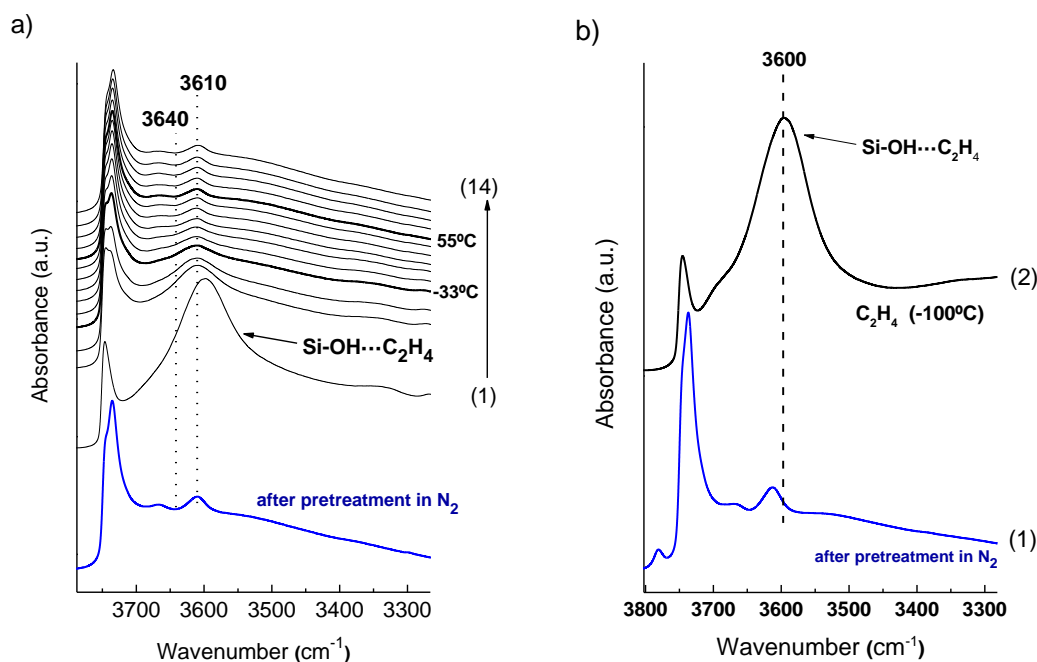 a)
3610
3640
(14)
55ºC
-33ºC
Si-OH···C2H4
(1)
after pretreatment in N2
3700 3600 3500 3400 3300
Wavenumber (cm-1)
Absorbance (a.u.)
b)
3600
Si-OH···C2H4
(2)
C2H4 (-100ºC)
(1)
after pretreatment in N2
3800 3700 3600 3500 3400 3300
Wavenumber (cm-1)
Absorbance (a.u.)